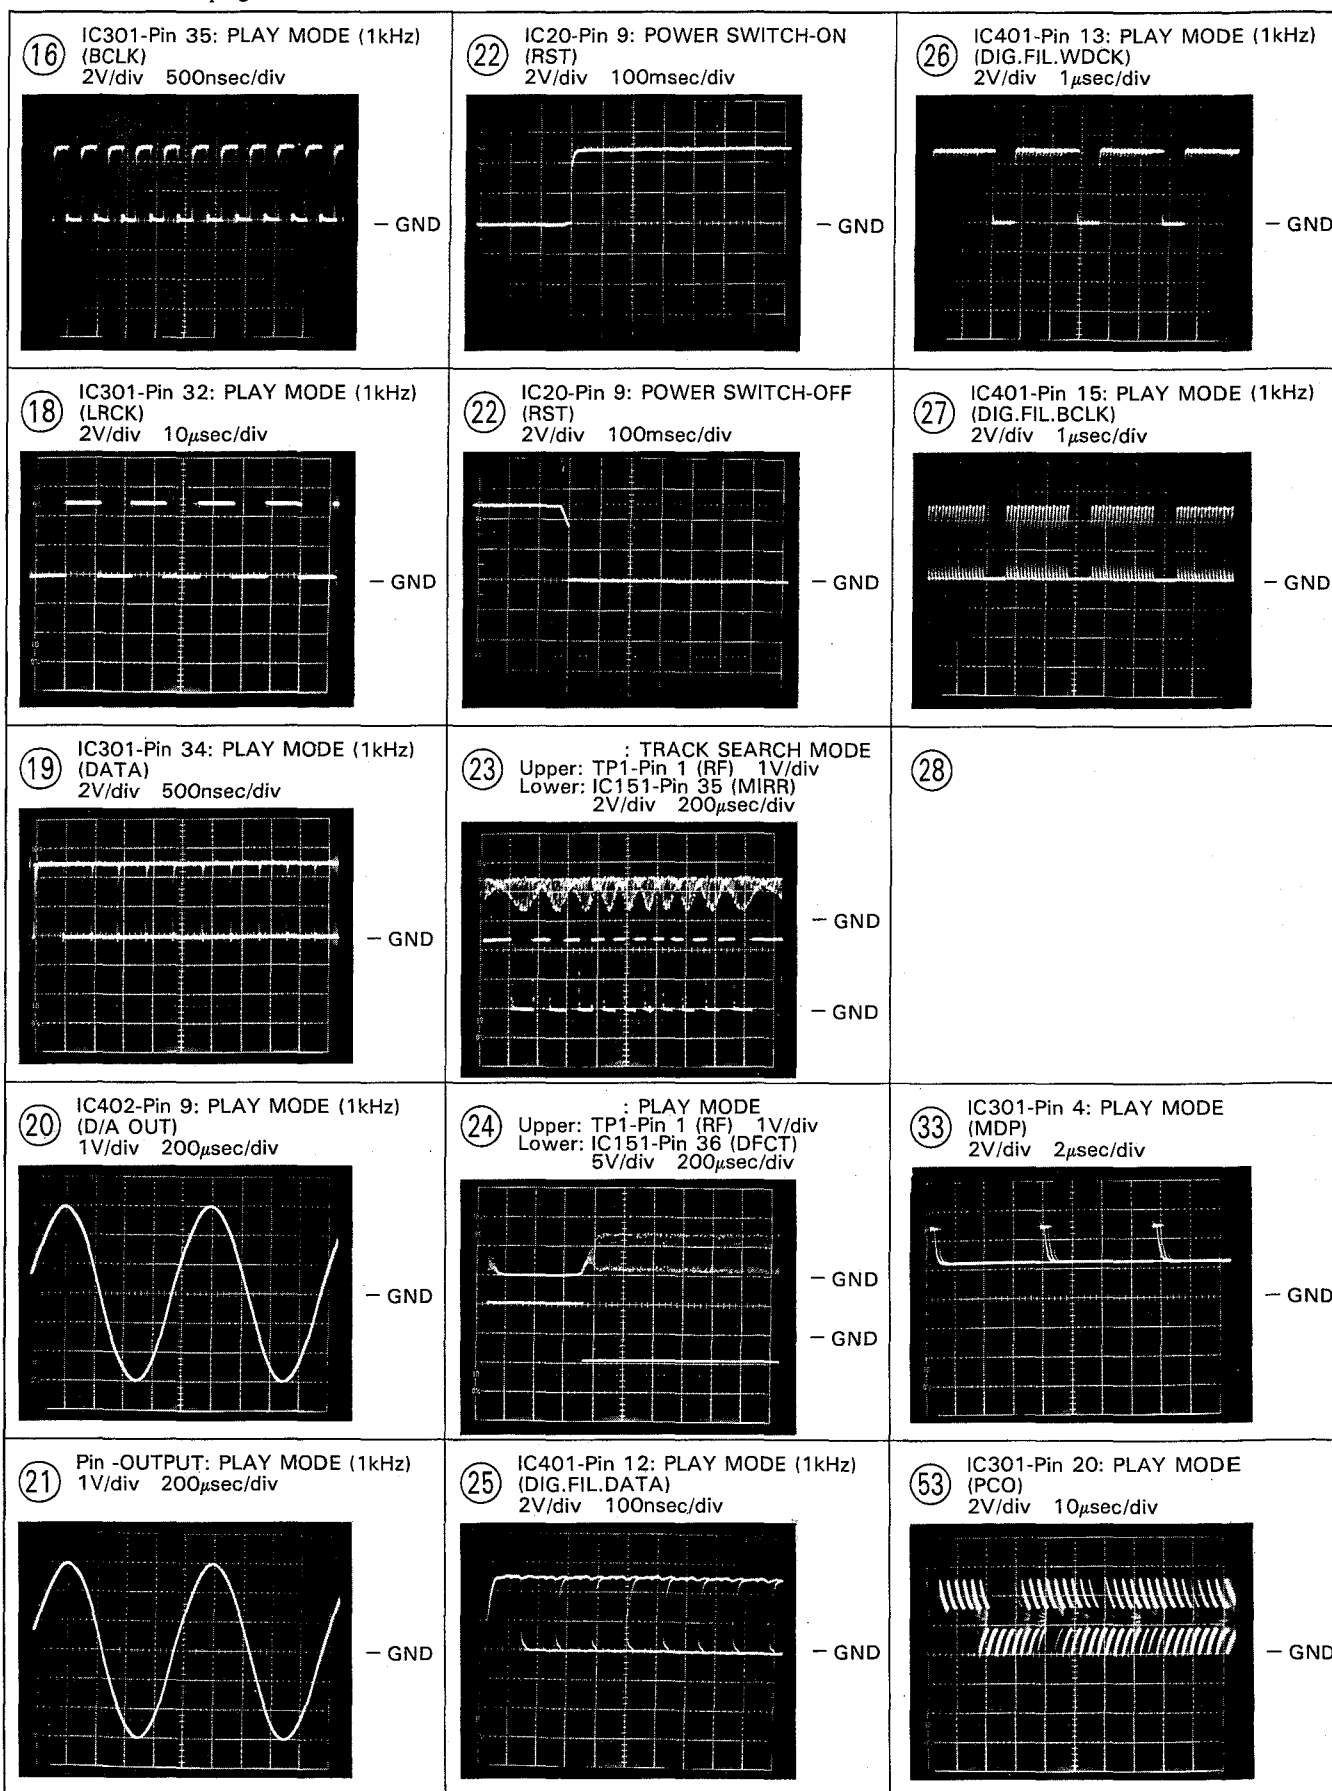 16 IC301-Pin 35: PLAY MODE (1kHz)
(BCLK)
2V/div 500nsec/div
– GND
22 IC20-Pin 9: POWER SWITCH-ON
(RST)
2V/div 100msec/div
– GND
26 IC401-Pin 13: PLAY MODE (1kHz)
(DIG.FIL.WDCK)
2V/div 1μsec/div
– GND
18 IC301-Pin 32: PLAY MODE (1kHz)
(LRCK)
2V/div 10μsec/div
– GND
22 IC20-Pin 9: POWER SWITCH-OFF
(RST)
2V/div 100msec/div
– GND
27 IC401-Pin 15: PLAY MODE (1kHz)
(DIG.FIL.BCLK)
2V/div 1μsec/div
– GND
19 IC301-Pin 34: PLAY MODE (1kHz)
(DATA)
2V/div 500nsec/div
– GND
23 : TRACK SEARCH MODE
Upper: TP1-Pin 1 (RF) 1V/div
Lower: IC151-Pin 35 (MIRR)
2V/div 200μsec/div
– GND
– GND
28
20 IC402-Pin 9: PLAY MODE (1kHz)
(D/A OUT)
1V/div 200μsec/div
– GND
24 : PLAY MODE
Upper: TP1-Pin 1 (RF) 1V/div
Lower: IC151-Pin 36 (DFCT)
5V/div 200μsec/div
– GND
– GND
33 IC301-Pin 4: PLAY MODE
(MDP)
2V/div 2μsec/div
– GND
21 Pin -OUTPUT: PLAY MODE (1kHz)
1V/div 200μsec/div
– GND
25 IC401-Pin 12: PLAY MODE (1kHz)
(DIG.FIL.DATA)
2V/div 100nsec/div
– GND
53 IC301-Pin 20: PLAY MODE
(PCO)
2V/div 10μsec/div
– GND